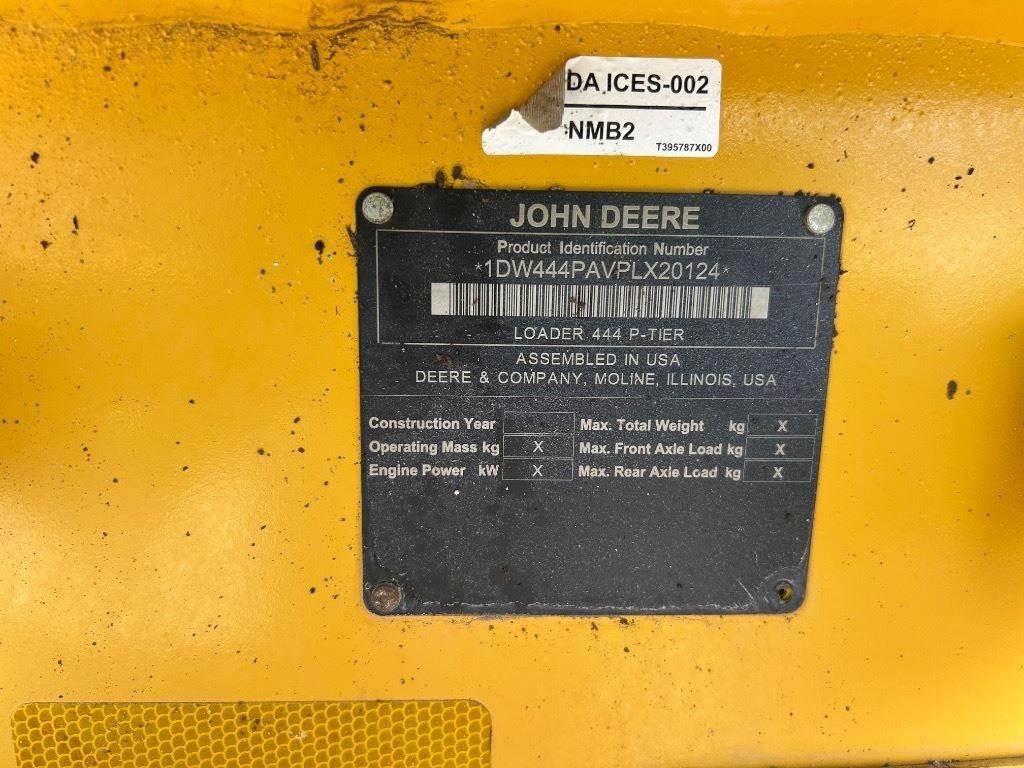 DA ICES-002
NMB2
T395787X00
JOHN DEERE
Product Identification Number
*1DW444PAVPLX20124*
LOADER 444 P-TIER
ASSEMBLED IN USA
DEERE & COMPANY, MOLINE, ILLINOIS, USA
Construction Year Max. Total Weight kg X
Operating Mass kg X Max. Front Axle Load kg X
Engine Power kW X Max. Rear Axle Load kg X